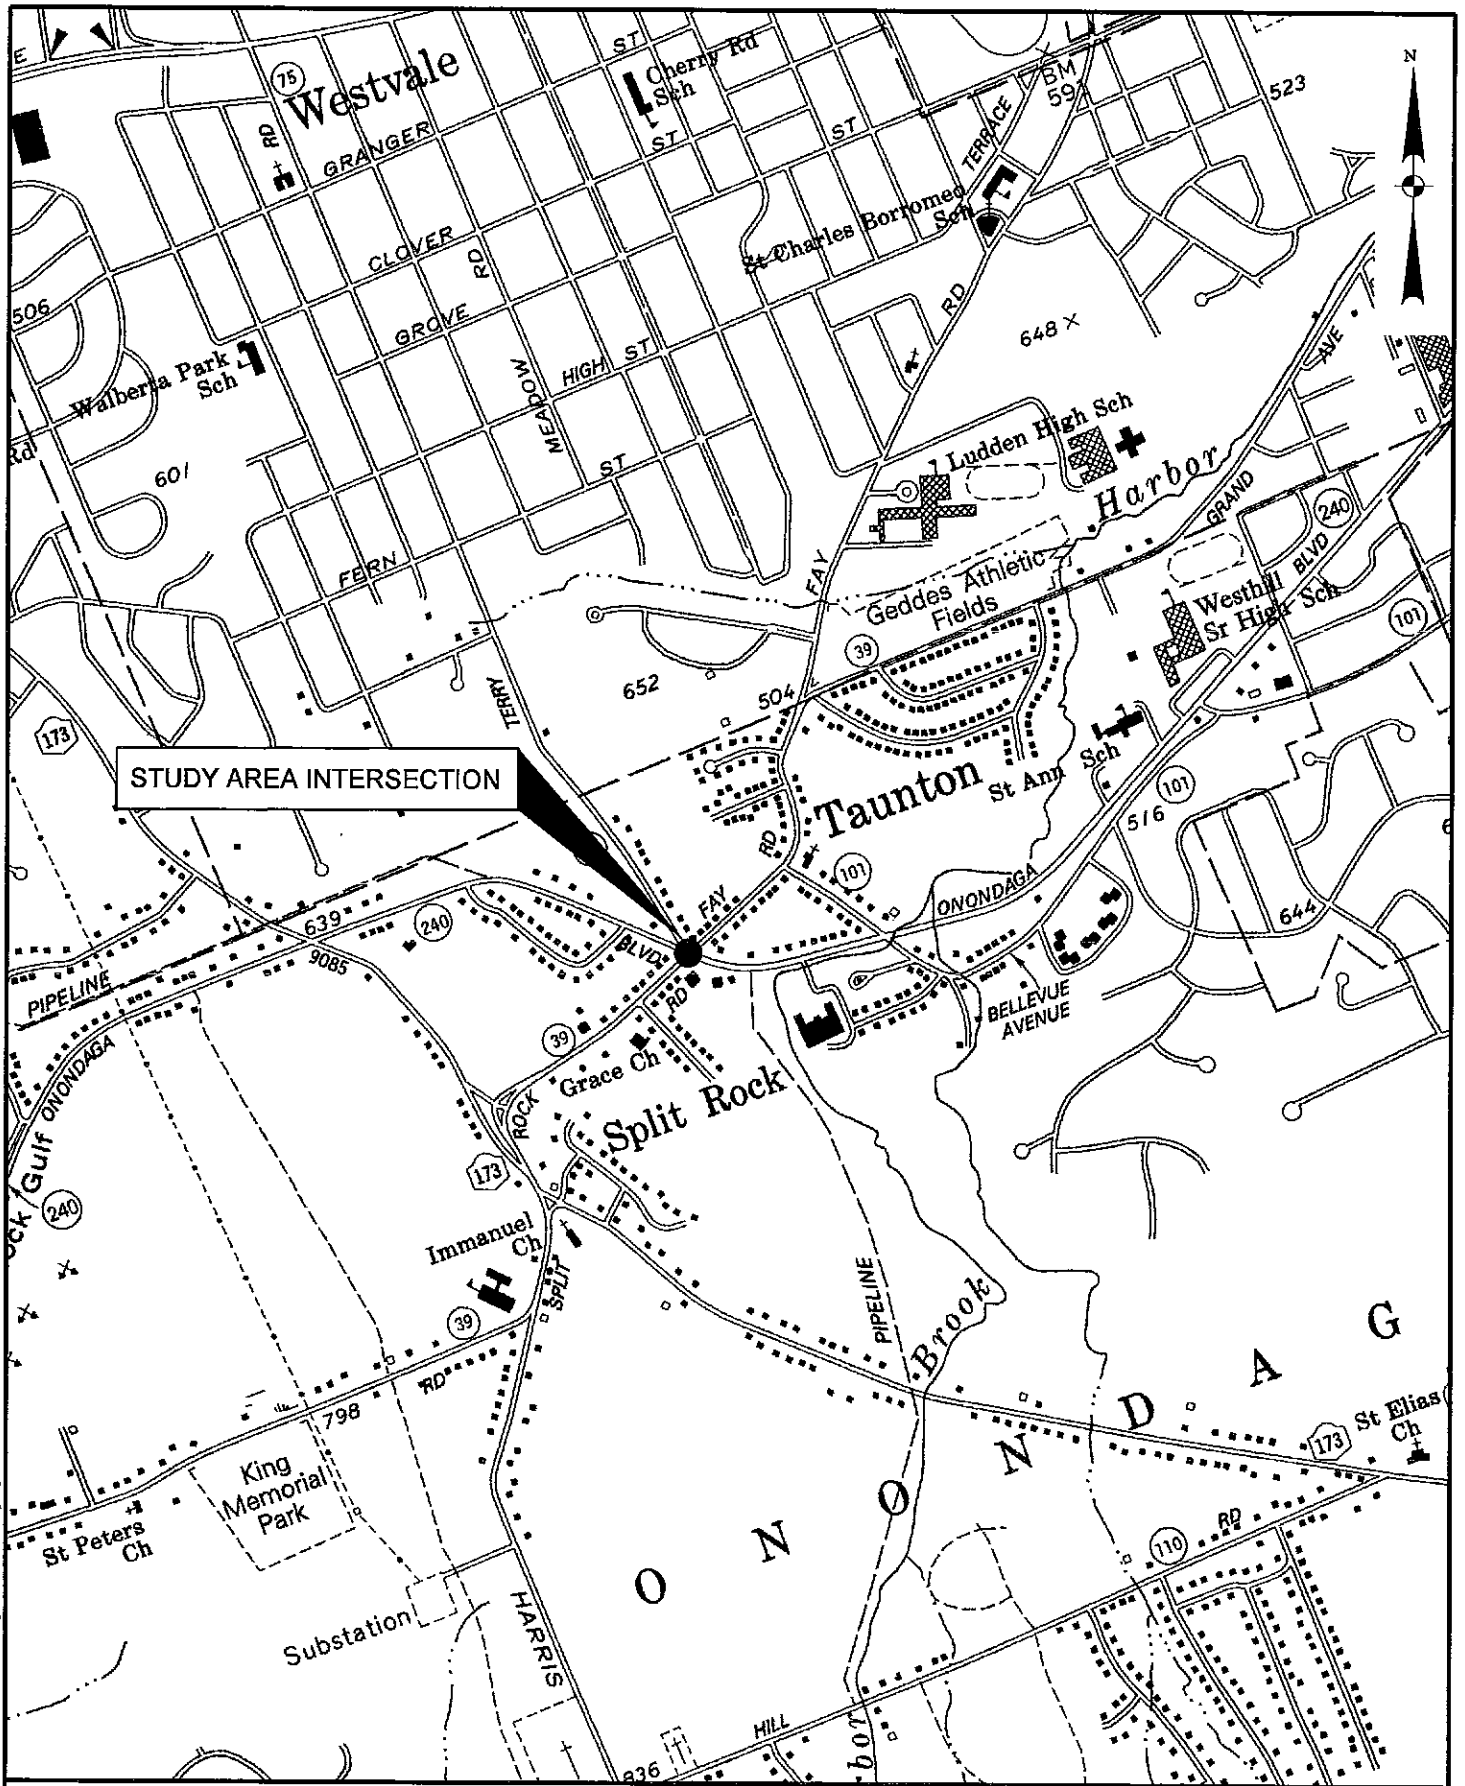 E
ST
Cherry Rd
Sch
75
Westvale
RD
GRANGER
ST
ST
BM
59
523
N
TERRACE
St Charles Borromeo
Sch
CLOVER
RD
GROVE
506
RD
648
HIGH ST
MEADOW
Walberta Park
Sch
AVE
Rd
601
ST
Ludden High Sch
Harbor
GRAND
240
BLVD
FERN
FAY
Geddes Athletic
Fields
Westhill
Sr High Sch
101
39
652
504
TERRY
173
STUDY AREA INTERSECTION
Taunton
St Ann Sch
101
516
RD
101
FAY
ONONDAGA
644
6
639
240
9085
BLVD
PIPELINE
RD
BELLEVUE
AVENUE
39
Grace Ch
ONONDAGA
ROCK
Split Rock
Gulf
173
240
ock
Immanuel
Ch
SPLIT
PIPELINE
Brook
39
RD
798
O N O N D A G
173
St Elias
Ch
King
Memorial
Park
St Peters
Ch
RD
110
Substation
HARRIS
HILL
836
bor